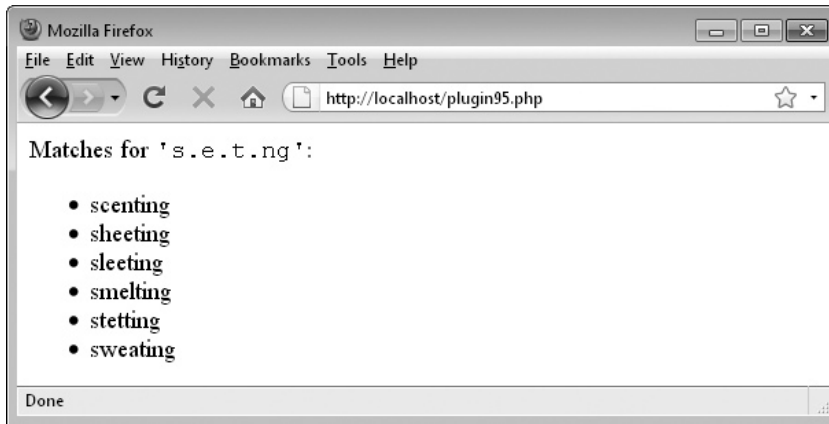 Mozilla Firefox
File Edit View History Bookmarks Tools Help
http://localhost/plugin95.php
Matches for 's.e.t.ng':
• scenting
• sheeting
• sleeting
• smelting
• stetting
• sweating
Done